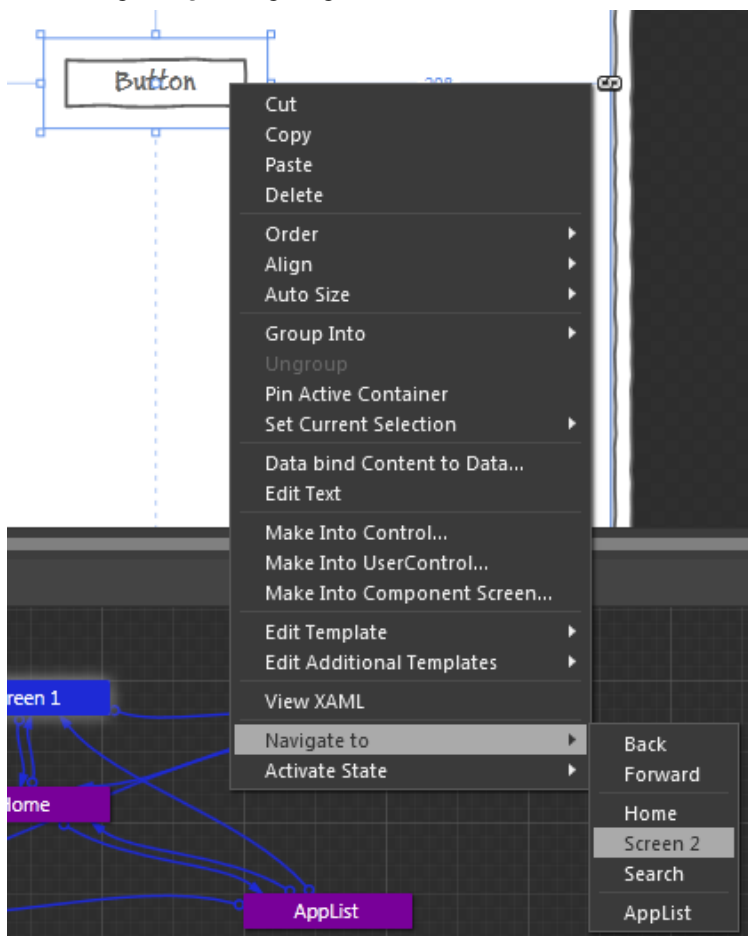 Button
Cut
Copy
Paste
Delete
Order
Align
Auto Size
Group Into
Ungroup
Pin Active Container
Set Current Selection
Data bind Content to Data...
Edit Text
Make Into Control...
Make Into UserControl...
Make Into Component Screen...
Edit Template
Edit Additional Templates
View XAML
Navigate to
Activate State
Back
Forward
Home
Screen 2
Search
AppList
reen 1
Home
AppList